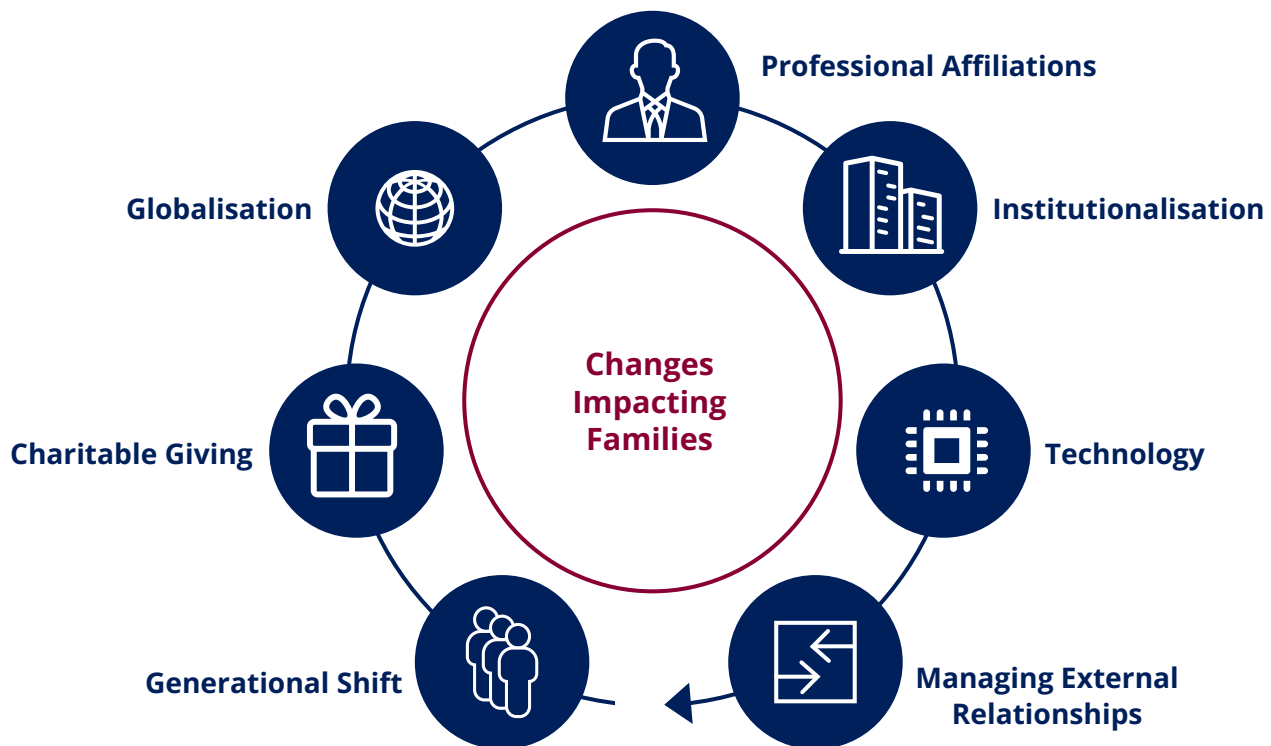 Professional Affiliations
Globalisation
Institutionalisation
Changes
Impacting
Families
Charitable Giving
Technology
Generational Shift
Managing External
Relationships